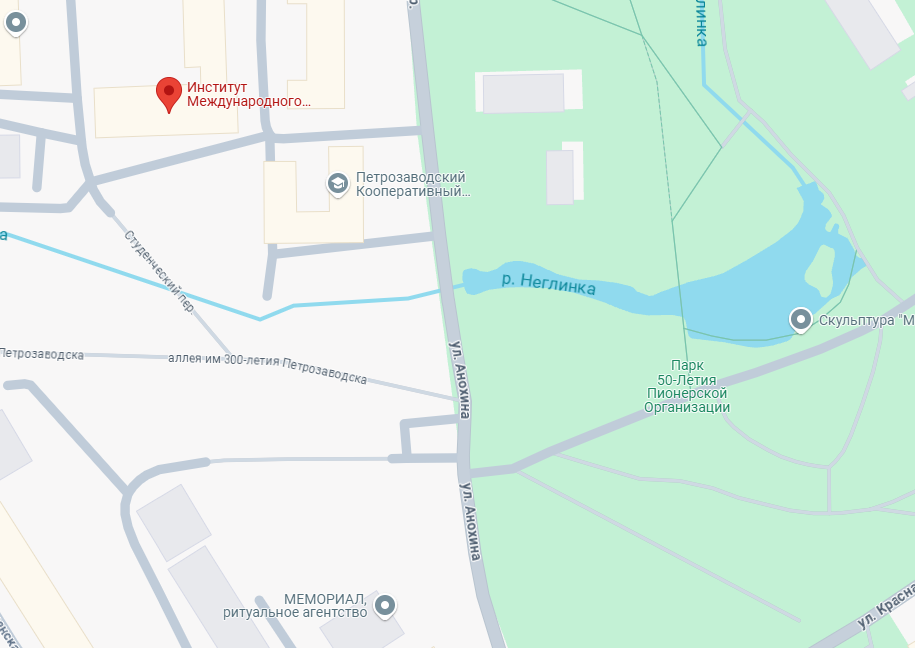 р.
линка
Институт
Международного...
Петрозаводский
Кооперативный...
а
Студенческий пер.
р. Неглинка
Скульптура "М
ул. Анохина
Петрозаводска
аллея им 300-летия Петрозаводска
Парк
50-Летия
Пионерской
Организации
ул. Анохина
МЕМОРИАЛ,
ритуальное агентство
ул. Красна